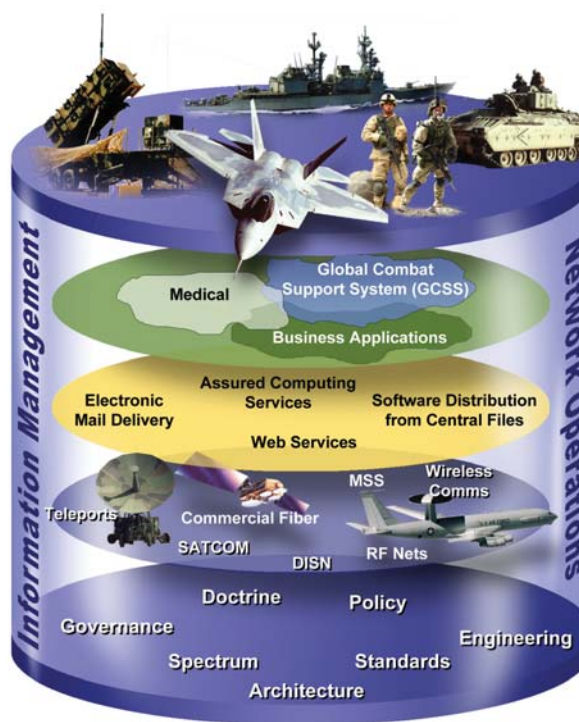 Information Management
Network Operations
Medical
Global Combat
Support System (GCSS)
Business Applications
Electronic
Mail Delivery
Assured Computing
Services
Software Distribution
from Central Files
Web Services
Teleports
Commercial Fiber
MSS
Wireless
Comms
SATCOM
RF Nets
DISN
Doctrine
Policy
Governance
Engineering
Spectrum
Standards
Architecture